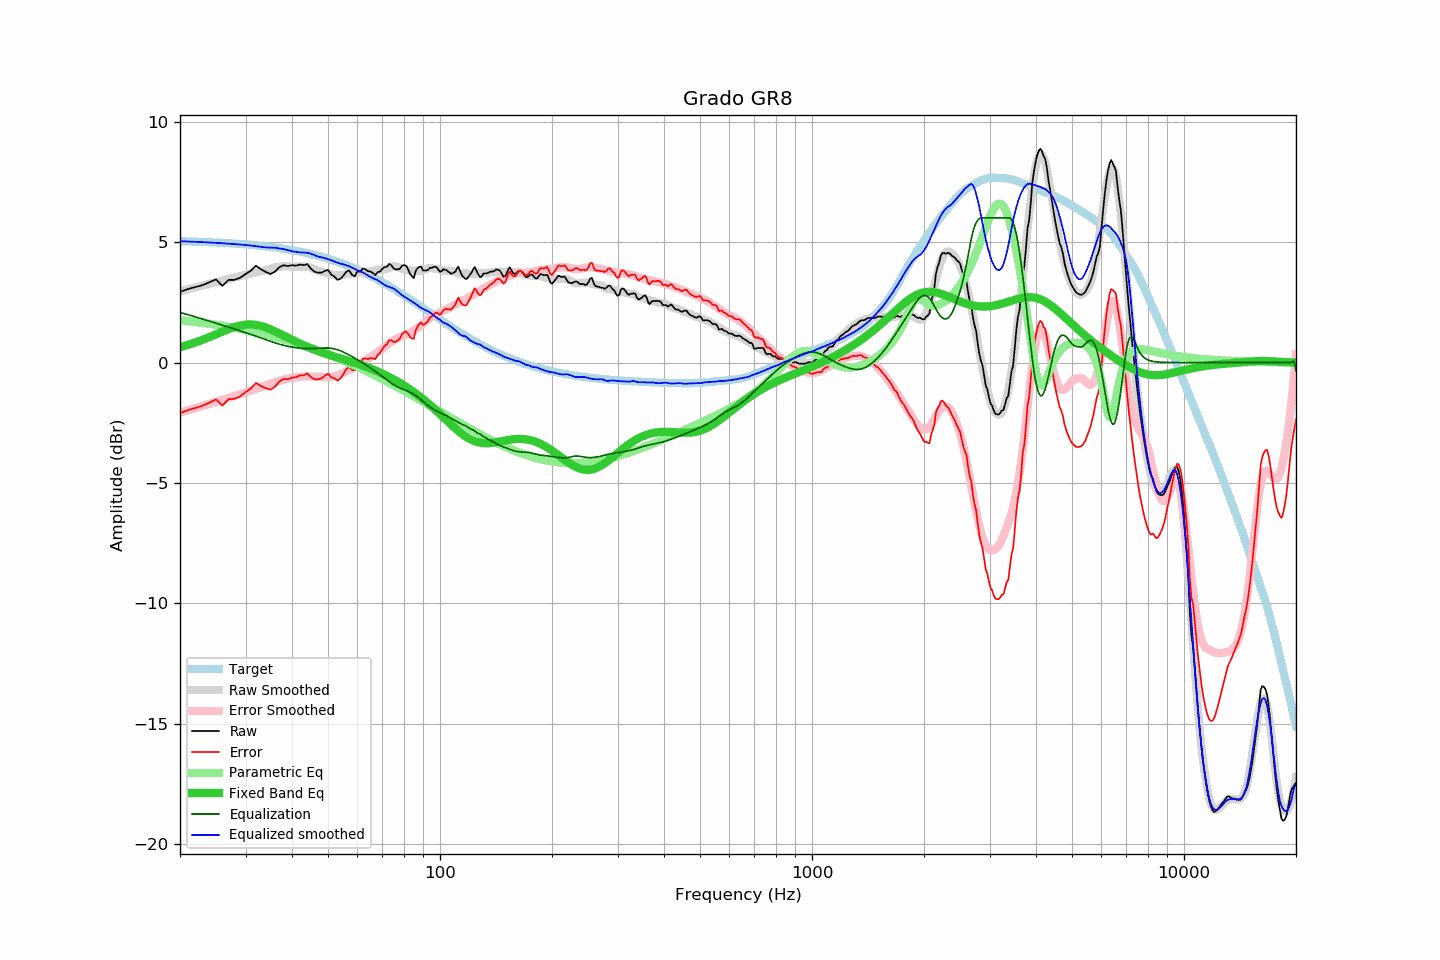 Grado GR8
10
5
0
−5
−10
−15
−20
Amplitude (dBr)
Target
Raw Smoothed
Error Smoothed
Raw
Error
Parametric Eq
Fixed Band Eq
Equalization
Equalized smoothed
100
1000
10000
Frequency (Hz)